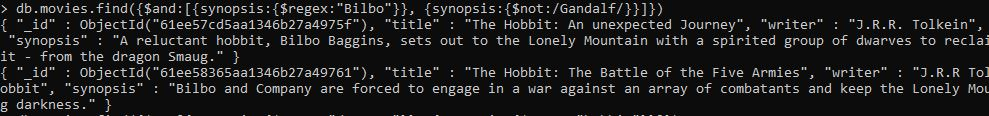 > db.movies.find({$and:[{synopsis:{$regex:"Bilbo"}}, {synopsis:{$not:/Gandalf/}}]})
{ "_id" : ObjectId("61ee57cd5aa1346b27a4975f"), "title" : "The Hobbit: An unexpected Journey", "writer" : "J.R.R. Tolkein",
"synopsis" : "A reluctant hobbit, Bilbo Baggins, sets out to the Lonely Mountain with a spirited group of dwarves to reclai
it - from the dragon Smaug." }
{ "_id" : ObjectId("61ee58365aa1346b27a49761"), "title" : "The Hobbit: The Battle of the Five Armies", "writer" : "J.R.R Tol
obbit", "synopsis" : "Bilbo and Company are forced to engage in a war against an array of combatants and keep the Lonely Mou
g darkness." }